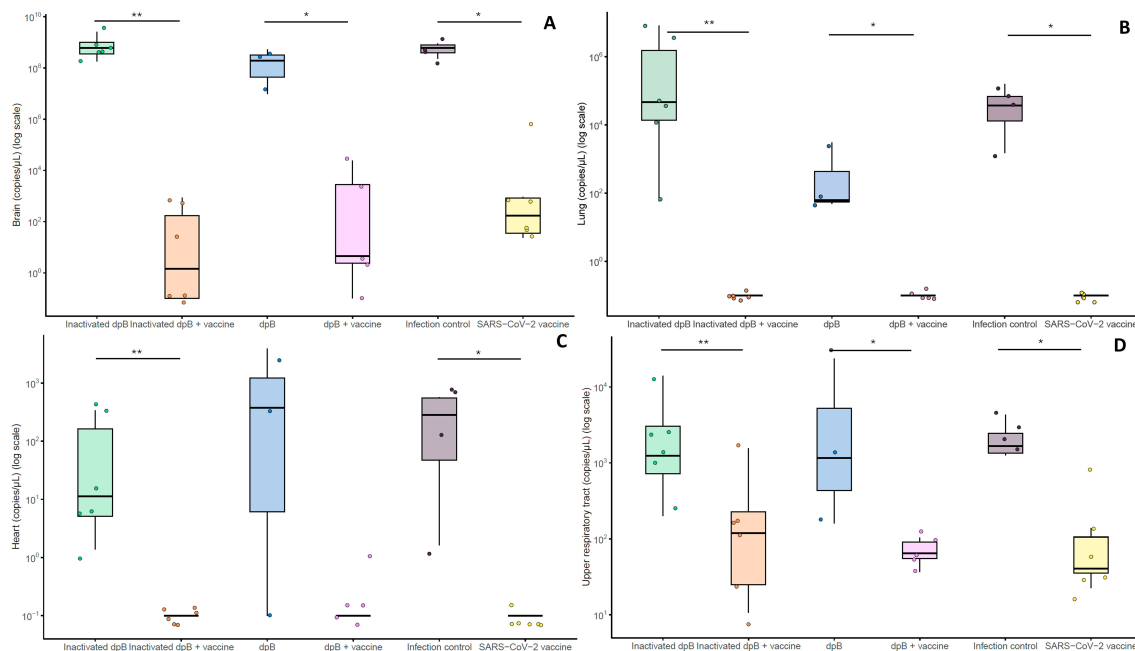 A
Brain (copies/µL) (log scale)
10^10
10^8
10^6
10^4
10^2
10^0
** * *
Inactivated dpB Inactivated dpB + vaccine dpB dpB + vaccine Infection control SARS−CoV−2 vaccine
B
Lung (copies/µL) (log scale)
10^6
10^4
10^2
10^0
** * *
Inactivated dpB Inactivated dpB + vaccine dpB dpB + vaccine Infection control SARS−CoV−2 vaccine
C
Heart (copies/µL) (log scale)
10^3
10^2
10^1
10^0
10^−1
** *
Inactivated dpB Inactivated dpB + vaccine dpB dpB + vaccine Infection control SARS−CoV−2 vaccine
D
Upper respiratory tract (copies/µL) (log scale)
10^4
10^3
10^2
10^1
** * *
Inactivated dpB Inactivated dpB + vaccine dpB dpB + vaccine Infection control SARS−CoV−2 vaccine